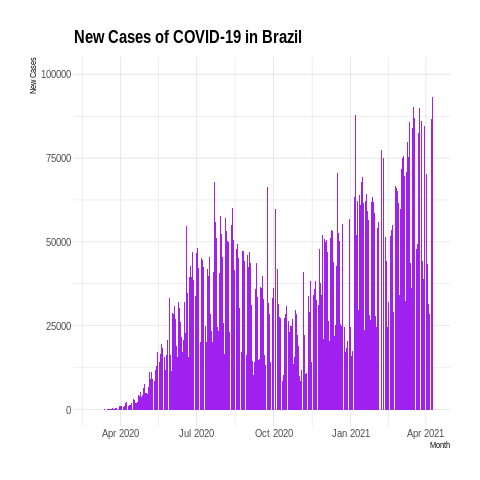 New Cases of COVID-19 in Brazil
New Cases
100000
75000
50000
25000
0
Apr 2020
Jul 2020
Oct 2020
Jan 2021
Apr 2021
Month